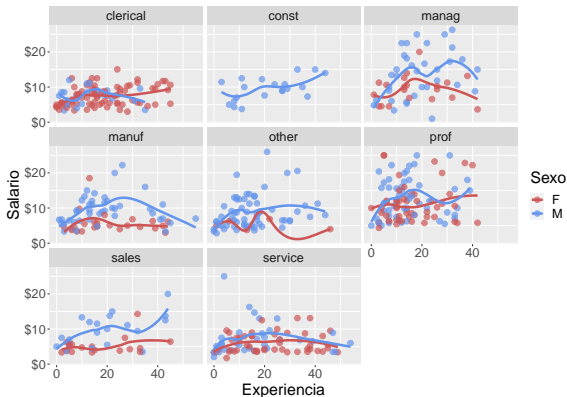 clerical const manag
$20
$10
$0
manuf other prof
$20
$10
$0
0 20 40
sales service
$20
$10
$0
0 20 40 0 20 40
Salario
Experiencia
Sexo
F
M